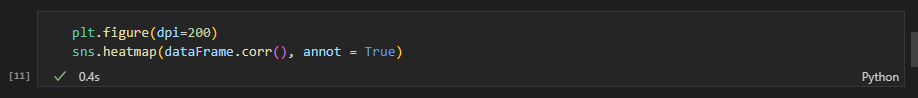 plt.figure(dpi=200)
sns.heatmap(dataFrame.corr(), annot = True)
[11] ✓ 0.4s Python